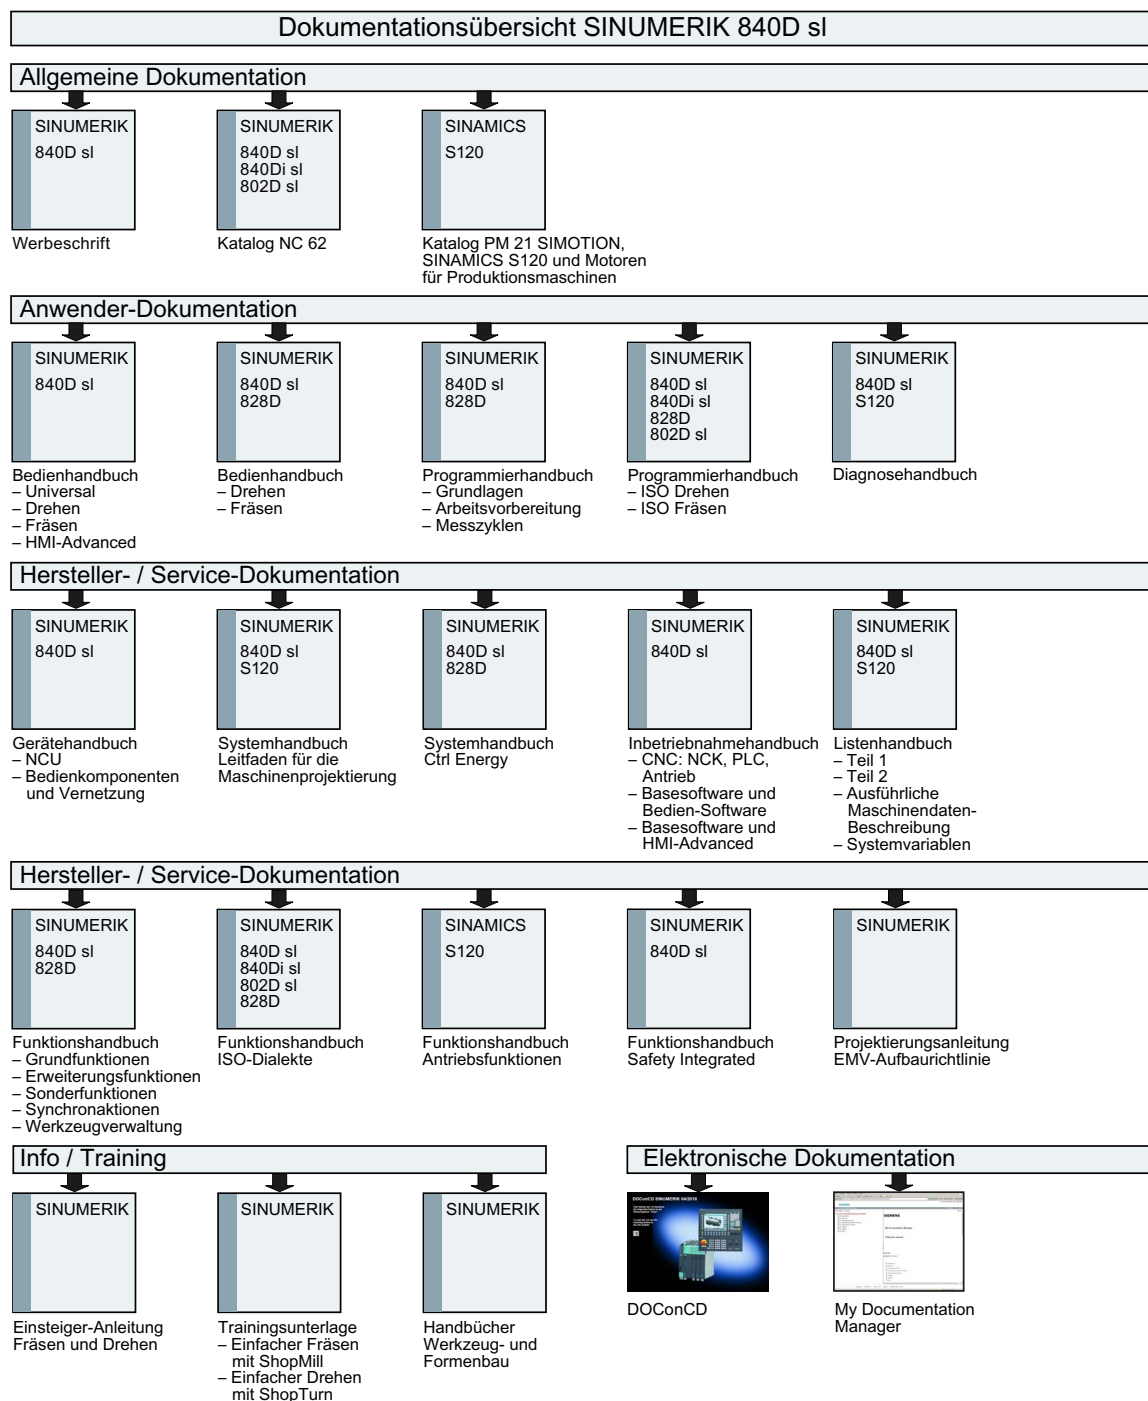 Dokumentationsübersicht SINUMERIK 840D sl
Allgemeine Dokumentation
SINUMERIK
840D sl
Werbeschrift
SINUMERIK
840D sl
840Di sl
802D sl
Katalog NC 62
SINAMICS
S120
Katalog PM 21 SIMOTION,
SINAMICS S120 und Motoren
für Produktionsmaschinen
Anwender-Dokumentation
SINUMERIK
840D sl
Bedienhandbuch
– Universal
– Drehen
– Fräsen
– HMI-Advanced
SINUMERIK
840D sl
828D
Bedienhandbuch
– Drehen
– Fräsen
SINUMERIK
840D sl
828D
Programmierhandbuch
– Grundlagen
– Arbeitsvorbereitung
– Messzyklen
SINUMERIK
840D sl
840Di sl
828D
802D sl
Programmierhandbuch
– ISO Drehen
– ISO Fräsen
SINUMERIK
840D sl
S120
Diagnosehandbuch
Hersteller- / Service-Dokumentation
SINUMERIK
840D sl
Gerätehandbuch
– NCU
– Bedienkomponenten
und Vernetzung
SINUMERIK
840D sl
S120
Systemhandbuch
Leitfaden für die
Maschinenprojektierung
SINUMERIK
840D sl
828D
Systemhandbuch
Ctrl Energy
SINUMERIK
840D sl
Inbetriebnahmehandbuch
– CNC: NCK, PLC,
Antrieb
– Basesoftware und
Bedien-Software
– Basesoftware und
HMI-Advanced
SINUMERIK
840D sl
S120
Listenhandbuch
– Teil 1
– Teil 2
– Ausführliche
Maschinendaten-
Beschreibung
– Systemvariablen
Hersteller- / Service-Dokumentation
SINUMERIK
840D sl
828D
Funktionshandbuch
– Grundfunktionen
– Erweiterungsfunktionen
– Sonderfunktionen
– Synchronaktionen
– Werkzeugverwaltung
SINUMERIK
840D sl
840Di sl
802D sl
828D
Funktionshandbuch
ISO-Dialekte
SINAMICS
S120
Funktionshandbuch
Antriebsfunktionen
SINUMERIK
840D sl
Funktionshandbuch
Safety Integrated
SINUMERIK
Projektierungsanleitung
EMV-Aufbaurichtlinie
Info / Training
SINUMERIK
Einsteiger-Anleitung
Fräsen und Drehen
SINUMERIK
Trainingsunterlage
– Einfacher Fräsen
mit ShopMill
– Einfacher Drehen
mit ShopTurn
SINUMERIK
Handbücher
Werkzeug- und
Formenbau
Elektronische Dokumentation
DOConCD SINUMERIK 04/2010
DOConCD
SIEMENS
My Documentation Manager
My Documentation
Manager